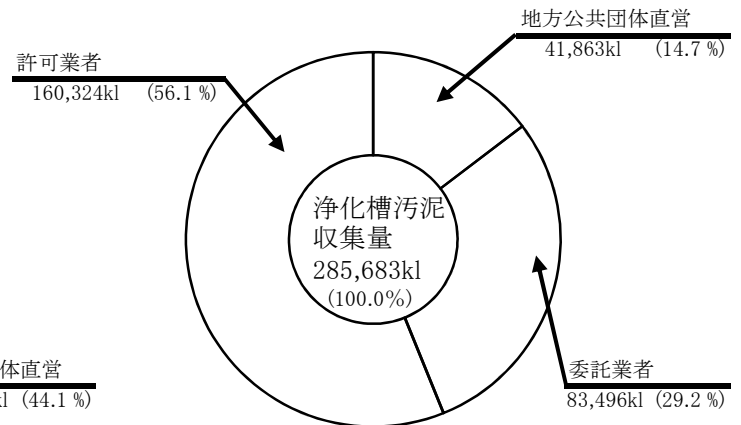 地方公共団体直営
41,863kl (14.7 %)
許可業者
160,324kl (56.1 %)
浄化槽汚泥
収集量
285,683kl
(100.0%)
体直営
kl (44.1 %)
委託業者
83,496kl (29.2 %)